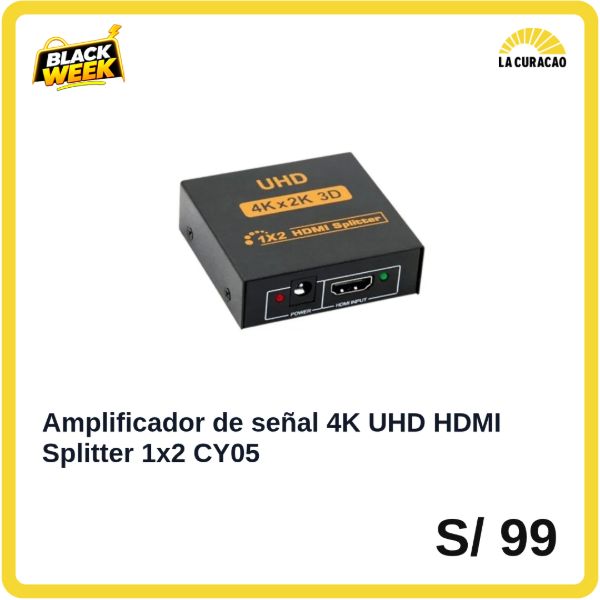 BLACK
WEEK
LA CURACAO
UHD
4K x 2K 3D
1X2 HDMI Splitter
POWER
HDMI INPUT
Amplificador de señal 4K UHD HDMI
Splitter 1x2 CY05
S/ 99